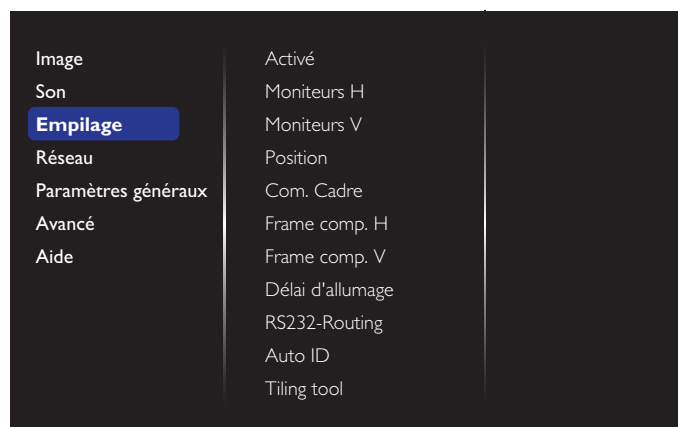 Image
Son
Empilage
Réseau
Paramètres généraux
Avancé
Aide
Activé
Moniteurs H
Moniteurs V
Position
Com. Cadre
Frame comp. H
Frame comp. V
Délai d'allumage
RS232-Routing
Auto ID
Tiling tool